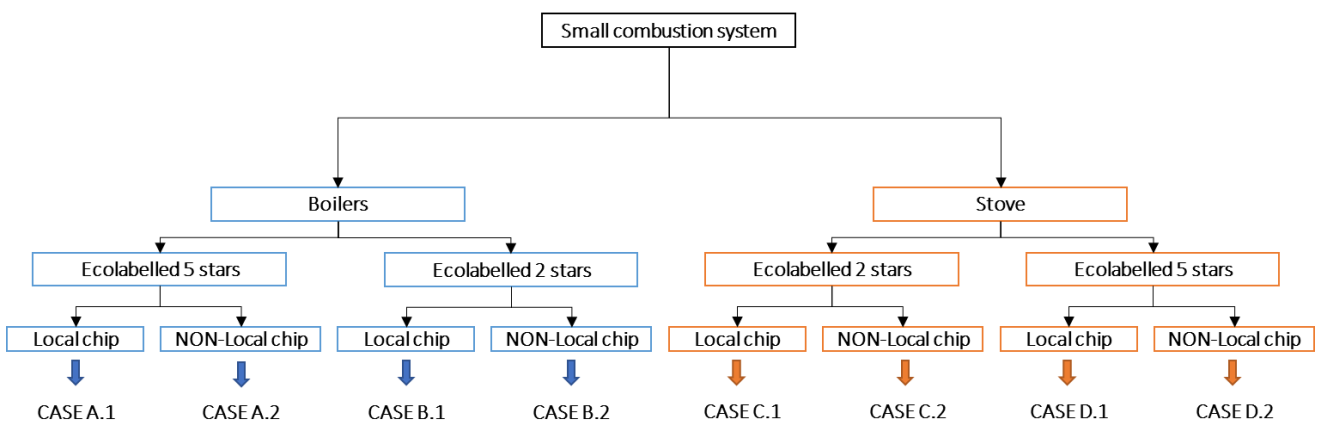 Small combustion system
Boilers
Stove
Ecolabelled 5 stars
Ecolabelled 2 stars
Ecolabelled 2 stars
Ecolabelled 5 stars
Local chip
NON-Local chip
Local chip
NON-Local chip
Local chip
NON-Local chip
Local chip
NON-Local chip
CASE A.1
CASE A.2
CASE B.1
CASE B.2
CASE C.1
CASE C.2
CASE D.1
CASE D.2